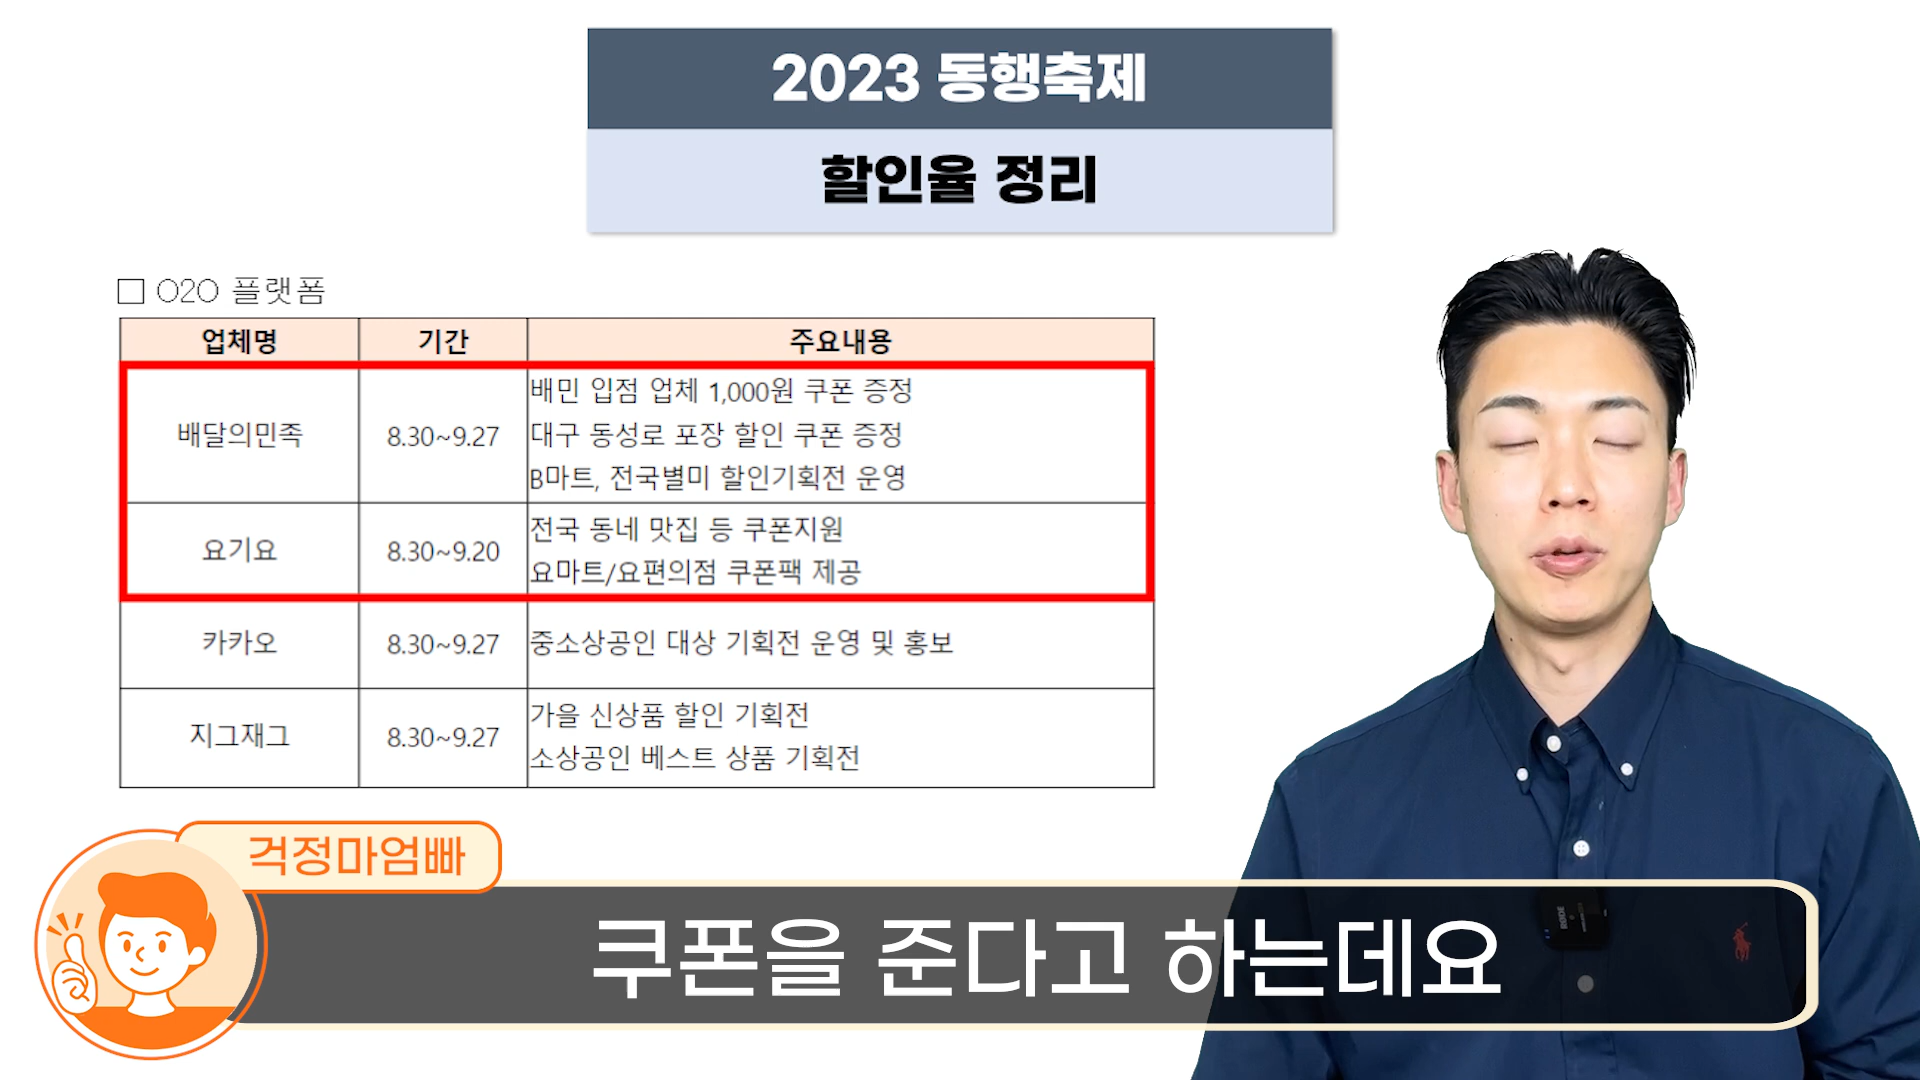 2023 동행축제
할인율 정리
□ O2O 플랫폼
업체명 기간 주요내용
배달의민족 8.30~9.27 배민 입점 업체 1,000원 쿠폰 증정
대구 동성로 포장 할인 쿠폰 증정
B마트, 전국별미 할인기획전 운영
요기요 8.30~9.20 전국 동네 맛집 등 쿠폰지원
요마트/요편의점 쿠폰팩 제공
카카오 8.30~9.27 중소상공인 대상 기획전 운영 및 홍보
지그재그 8.30~9.27 가을 신상품 할인 기획전
소상공인 베스트 상품 기획전
걱정마엄빠
쿠폰을 준다고 하는데요